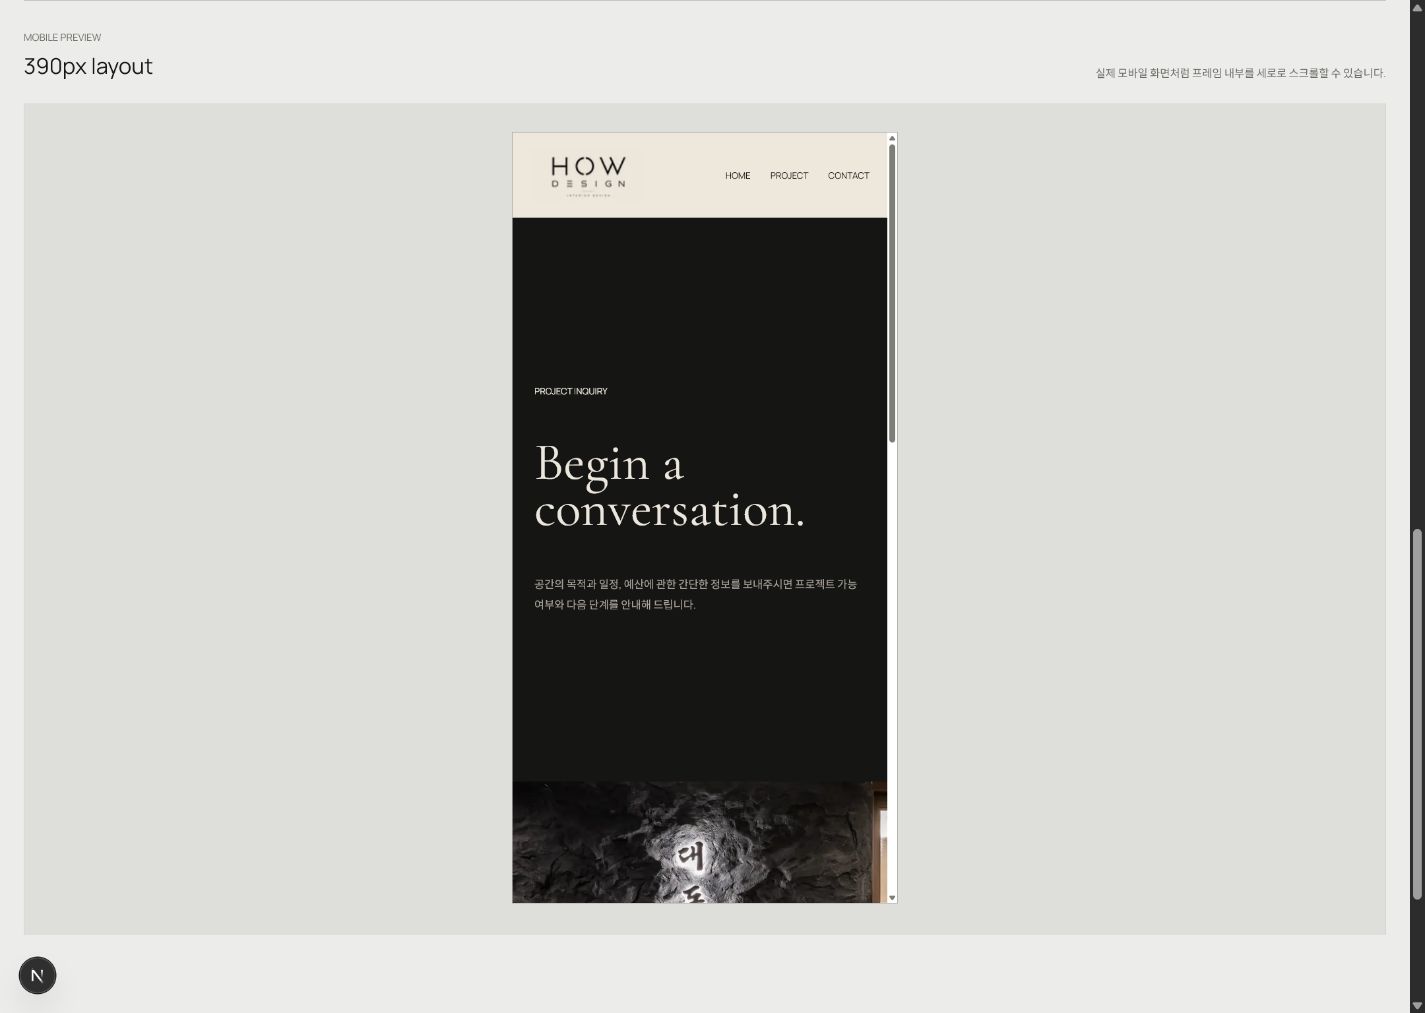 MOBILE PREVIEW
390px layout
실제 모바일 화면처럼 프레임 내부를 세로로 스크롤할 수 있습니다.
HOW
DESIGN
INTERIOR DESIGN
HOME PROJECT CONTACT
PROJECT INQUIRY
Begin a
conversation.
공간의 목적과 일정, 예산에 관한 간단한 정보를 보내주시면 프로젝트 가능
여부와 다음 단계를 안내해 드립니다.
대
N